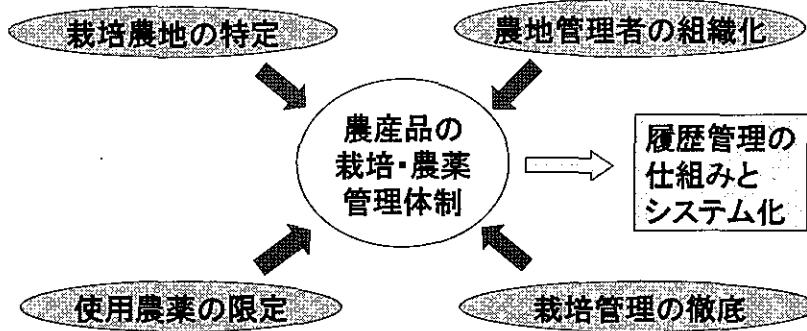 栽培農地の特定
農地管理者の組織化
農産品の
栽培・農薬
管理体制
履歴管理の
仕組みと
システム化
使用農薬の限定
栽培管理の徹底